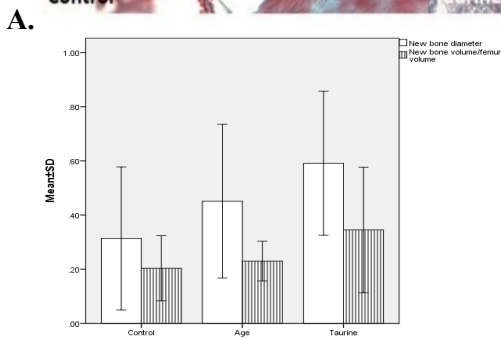 Control
A.
New bone diameter
New bone volume/femur
volume
Mean±SD
1.00
.80
.60
.40
.20
.00
Control
Age
Taurine